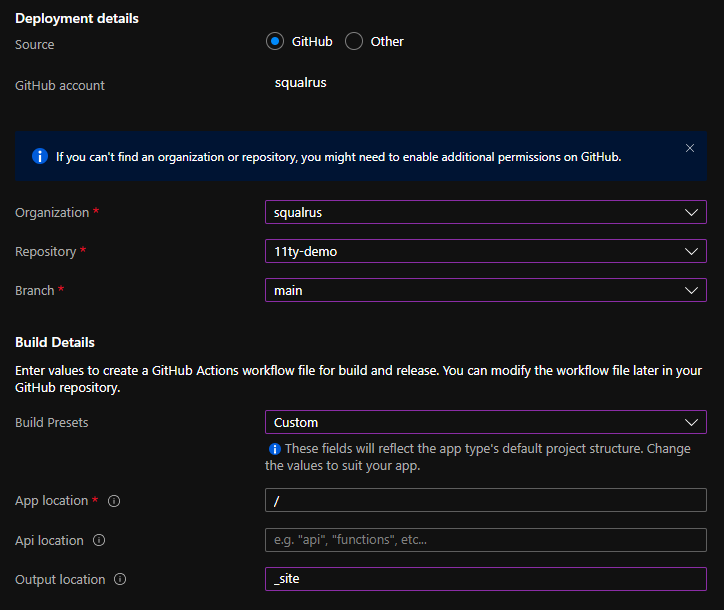 Deployment details
Source GitHub Other
GitHub account squalrus
If you can't find an organization or repository, you might need to enable additional permissions on GitHub.
Organization * squalrus
Repository * 11ty-demo
Branch * main
Build Details
Enter values to create a GitHub Actions workflow file for build and release. You can modify the workflow file later in your
GitHub repository.
Build Presets Custom
These fields will reflect the app type's default project structure. Change
the values to suit your app.
App location * /
Api location e.g. "api", "functions", etc...
Output location _site